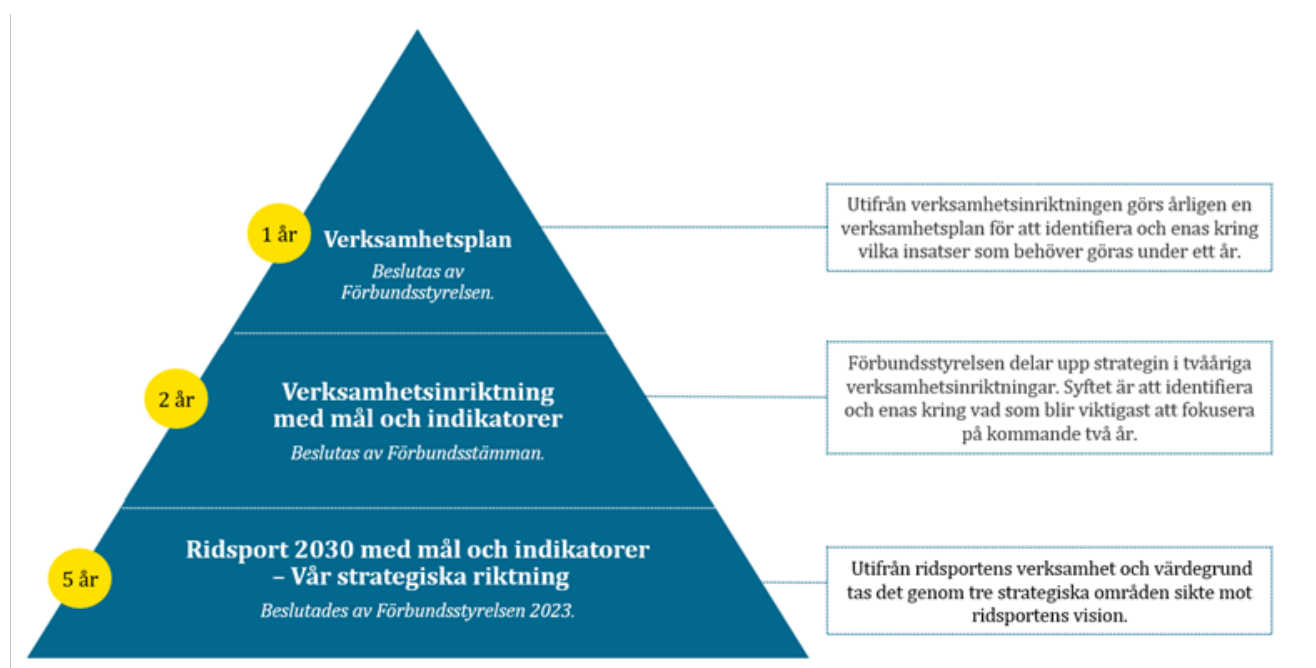 1 år
Verksamhetsplan
Beslutas av
Förbundsstyrelsen.
Utifrån verksamhetsinriktningen görs årligen en
verksamhetsplan för att identifiera och enas kring
vilka insatser som behöver göras under ett år.
2 år
Verksamhetsinriktning
med mål och indikatorer
Beslutas av Förbundsstämman.
Förbundsstyrelsen delar upp strategin i tvååriga
verksamhetsinriktningar. Syftet är att identifiera
och enas kring vad som blir viktigast att fokusera
på kommande två år.
5 år
Ridsport 2030 med mål och indikatorer
– Vår strategiska riktning
Beslutades av Förbundsstyrelsen 2023.
Utifrån ridsportens verksamhet och värdegrund
tas det genom tre strategiska områden sikte mot
ridsportens vision.